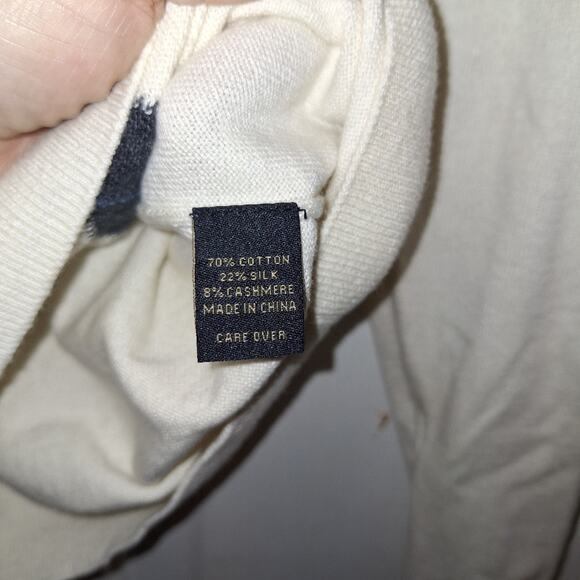 70% COTTON
22% SILK
8% CASHMERE
MADE IN CHINA
CARE OVER